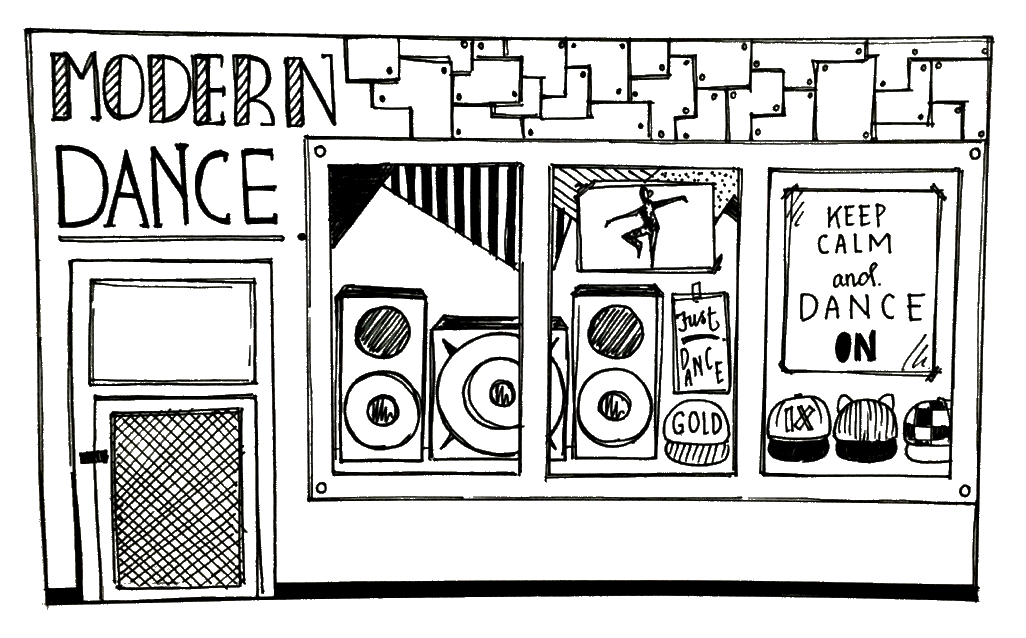 MODERN
DANCE
Just
DANCE
GOLD
KEEP
CALM
and
DANCE
ON